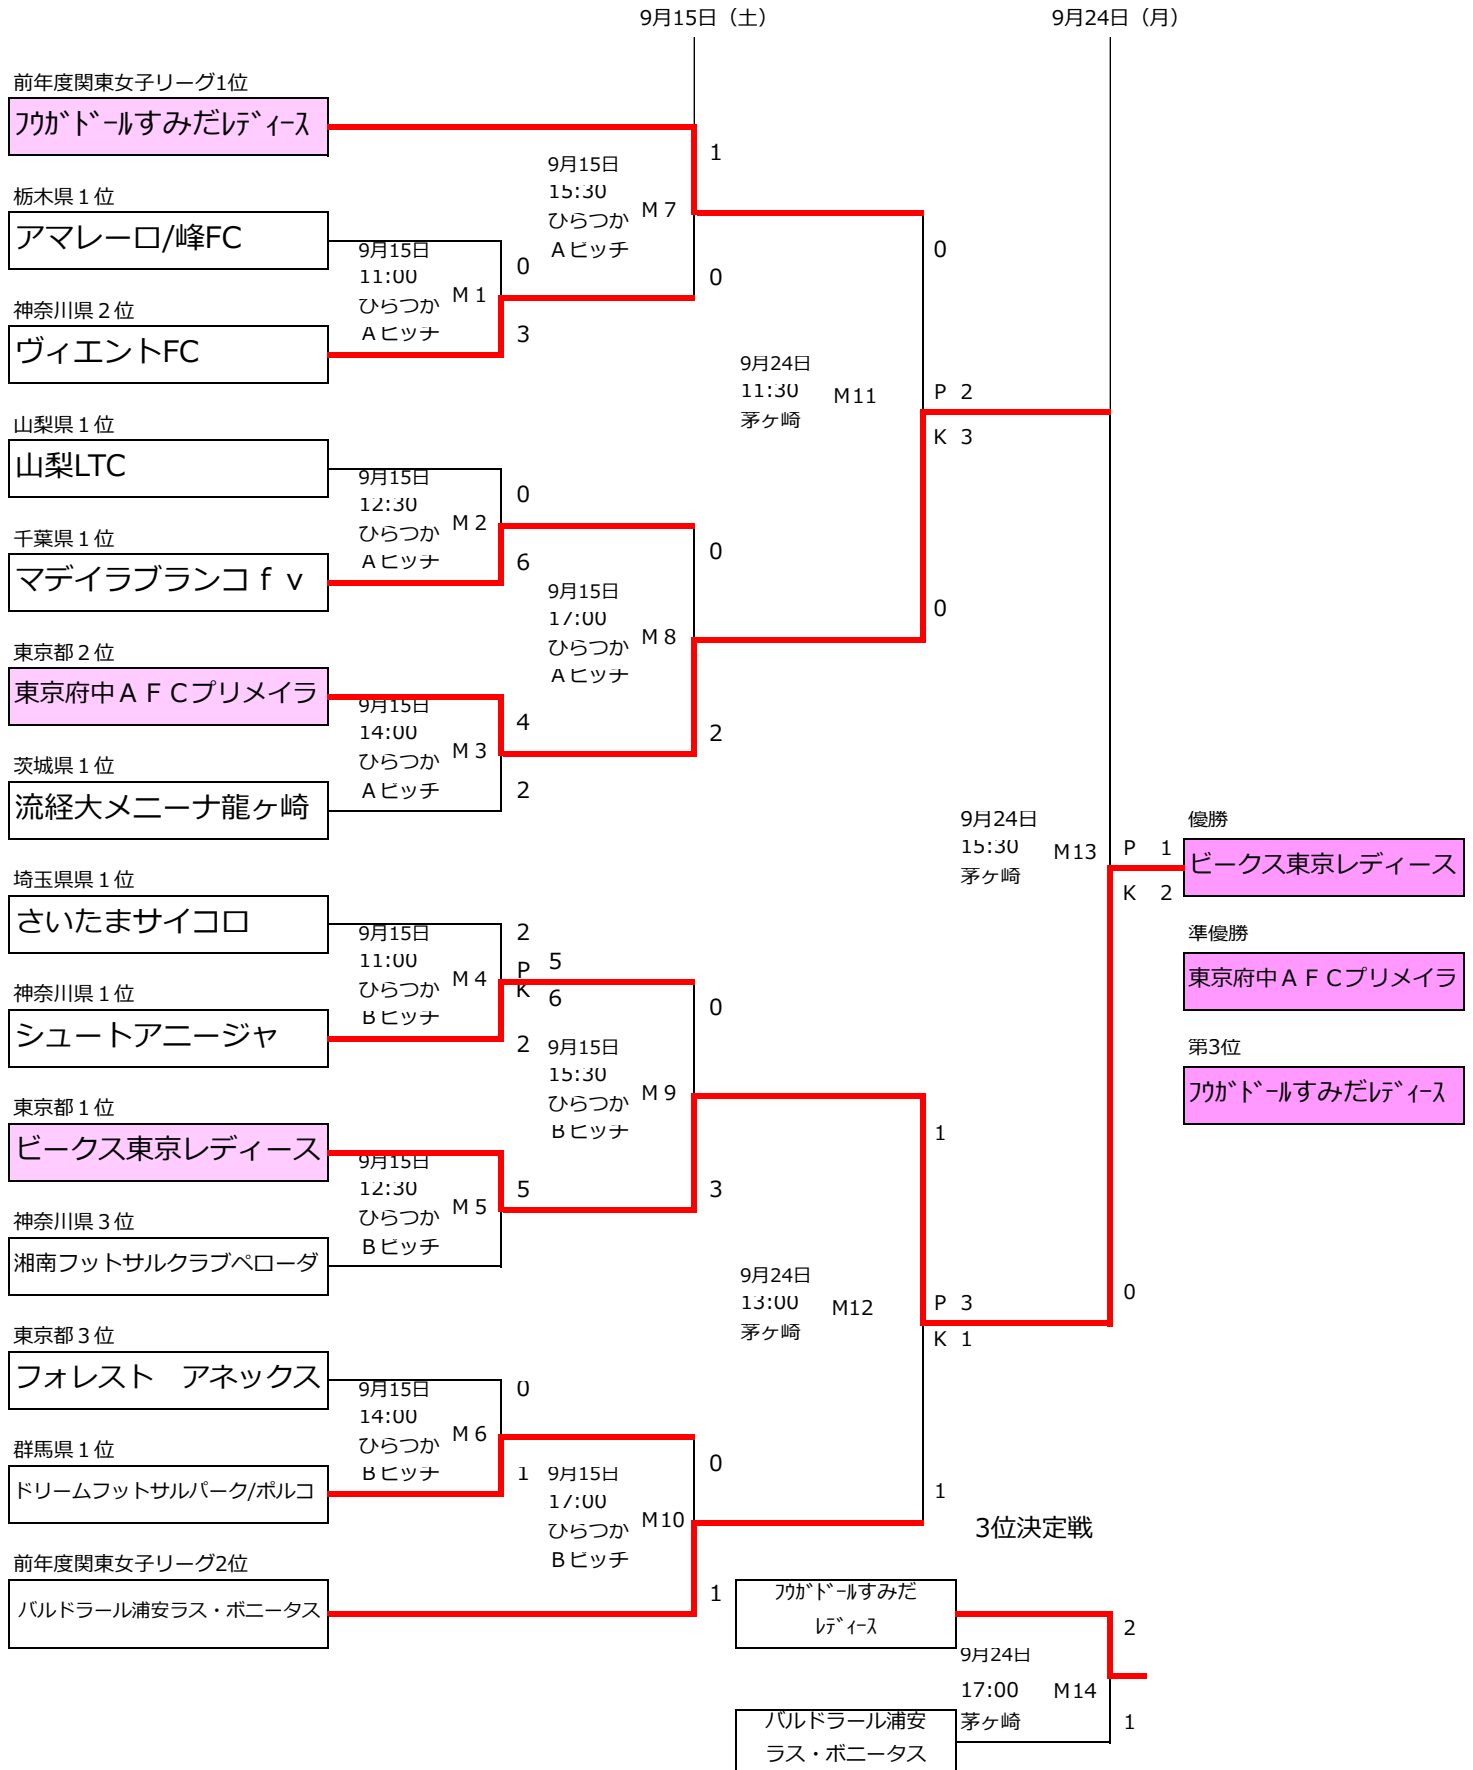 9月15日（土）
9月24日（月）
前年度関東女子リーグ1位
ﾌｳｶﾞﾄﾞｰﾙすみだﾚﾃﾞｨｰｽ
1
9月15日
15:30
ひらつか
Aピッチ
M7
栃木県１位
アマレーロ/峰FC
9月15日
11:00
ひらつか
Aピッチ
M1
0
3
0
0
神奈川県２位
ヴィエントFC
9月24日
11:30
茅ヶ崎
M11
P 2
K 3
山梨県１位
山梨LTC
9月15日
12:30
ひらつか
Aピッチ
M2
0
6
千葉県１位
マデイラブランコｆｖ
9月15日
17:00
ひらつか
Aピッチ
M8
0
2
0
東京都２位
東京府中ＡＦＣプリメイラ
9月15日
14:00
ひらつか
Aピッチ
M3
4
2
茨城県１位
流経大メニーナ龍ヶ崎
9月24日
15:30
茅ヶ崎
M13
P 1
K 2
優勝
ビークス東京レディース
準優勝
東京府中ＡＦＣプリメイラ
第3位
ﾌｳｶﾞﾄﾞｰﾙすみだﾚﾃﾞｨｰｽ
埼玉県県１位
さいたまサイコロ
9月15日
11:00
ひらつか
Bピッチ
M4
2
P 5
K 6
2
神奈川県１位
シュートアニージャ
9月15日
15:30
ひらつか
Bピッチ
M9
0
3
1
東京都１位
ビークス東京レディース
9月15日
12:30
ひらつか
Bピッチ
M5
5
神奈川県３位
湘南フットサルクラブペローダ
9月24日
13:00
茅ヶ崎
M12
P 3
K 1
0
東京都３位
フォレスト　アネックス
9月15日
14:00
ひらつか
Bピッチ
M6
0
1
群馬県１位
ドリームフットサルパーク/ポルコ
9月15日
17:00
ひらつか
Bピッチ
M10
0
1
1
前年度関東女子リーグ2位
バルドラール浦安ラス・ボニータス
3位決定戦
ﾌｳｶﾞﾄﾞｰﾙすみだ
ﾚﾃﾞｨｰｽ
9月24日
17:00
茅ヶ崎
M14
2
1
バルドラール浦安
ラス・ボニータス